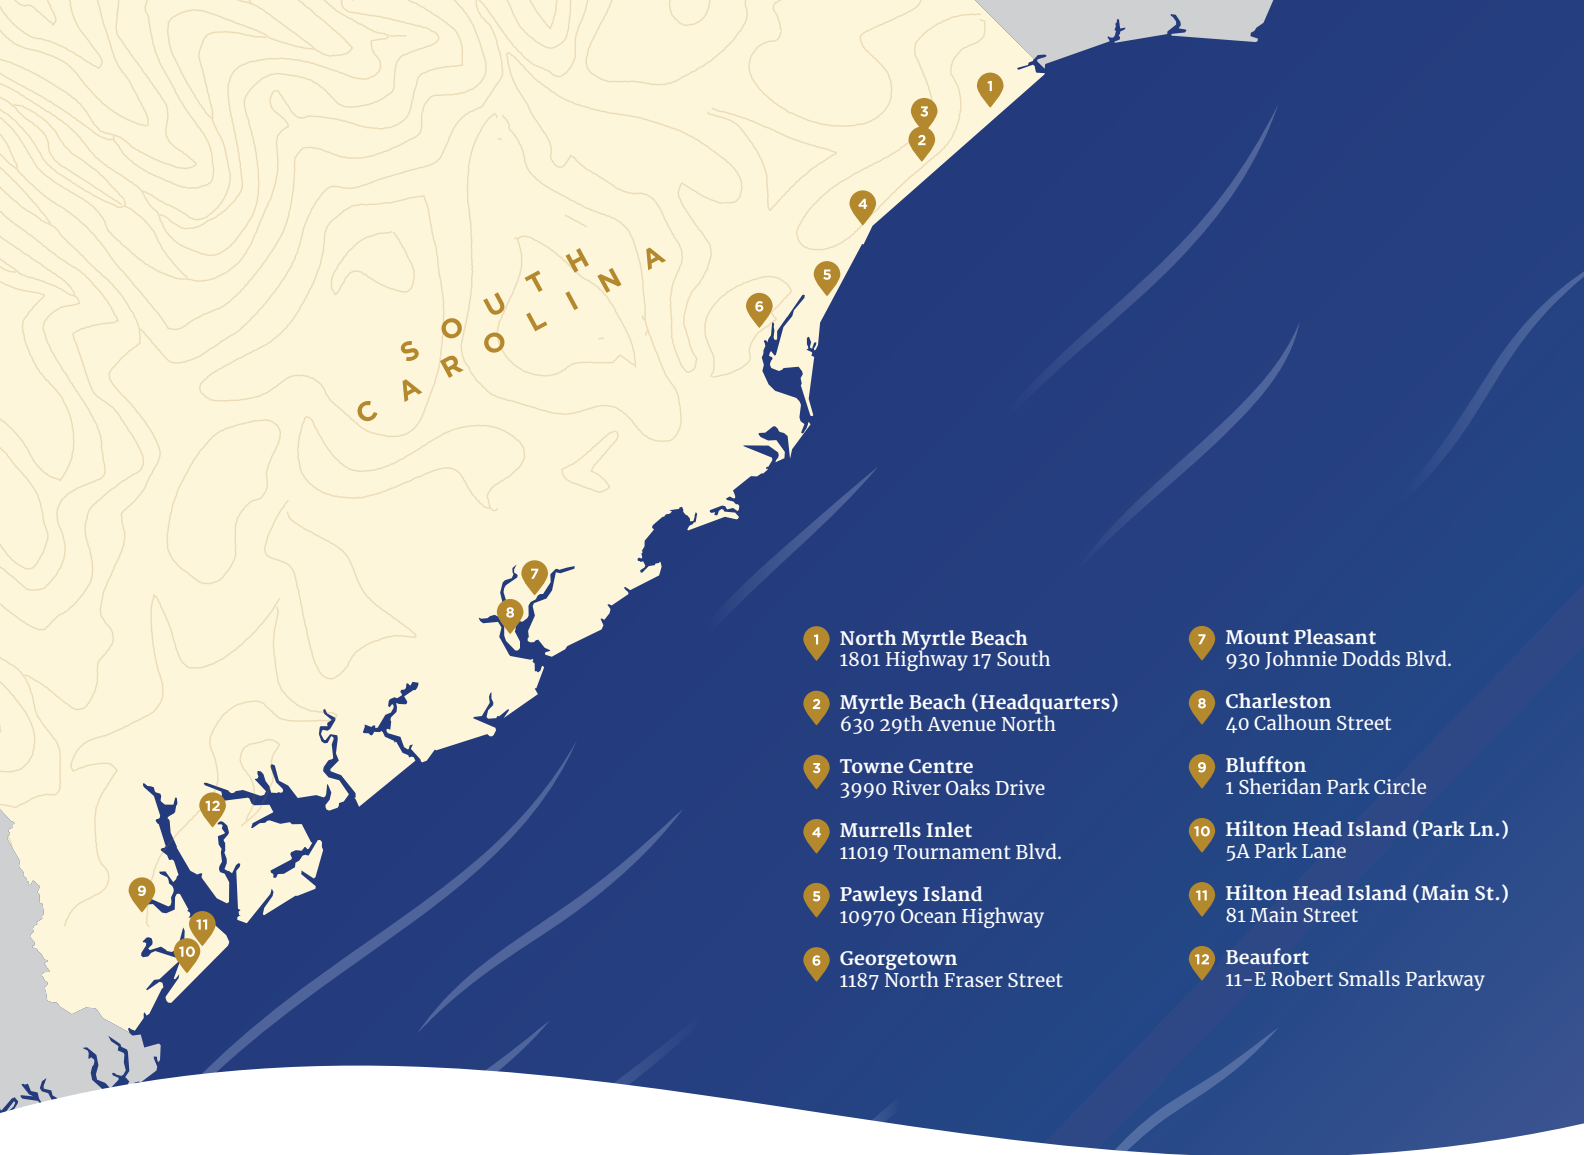 1
3
2
4
5
6
SOUTH
CAROLINA
7
8
12
9
11
10
1 North Myrtle Beach
1801 Highway 17 South
2 Myrtle Beach (Headquarters)
630 29th Avenue North
3 Towne Centre
3990 River Oaks Drive
4 Murrells Inlet
11019 Tournament Blvd.
5 Pawleys Island
10970 Ocean Highway
6 Georgetown
1187 North Fraser Street
7 Mount Pleasant
930 Johnnie Dodds Blvd.
8 Charleston
40 Calhoun Street
9 Bluffton
1 Sheridan Park Circle
10 Hilton Head Island (Park Ln.)
5A Park Lane
11 Hilton Head Island (Main St.)
81 Main Street
12 Beaufort
11-E Robert Smalls Parkway